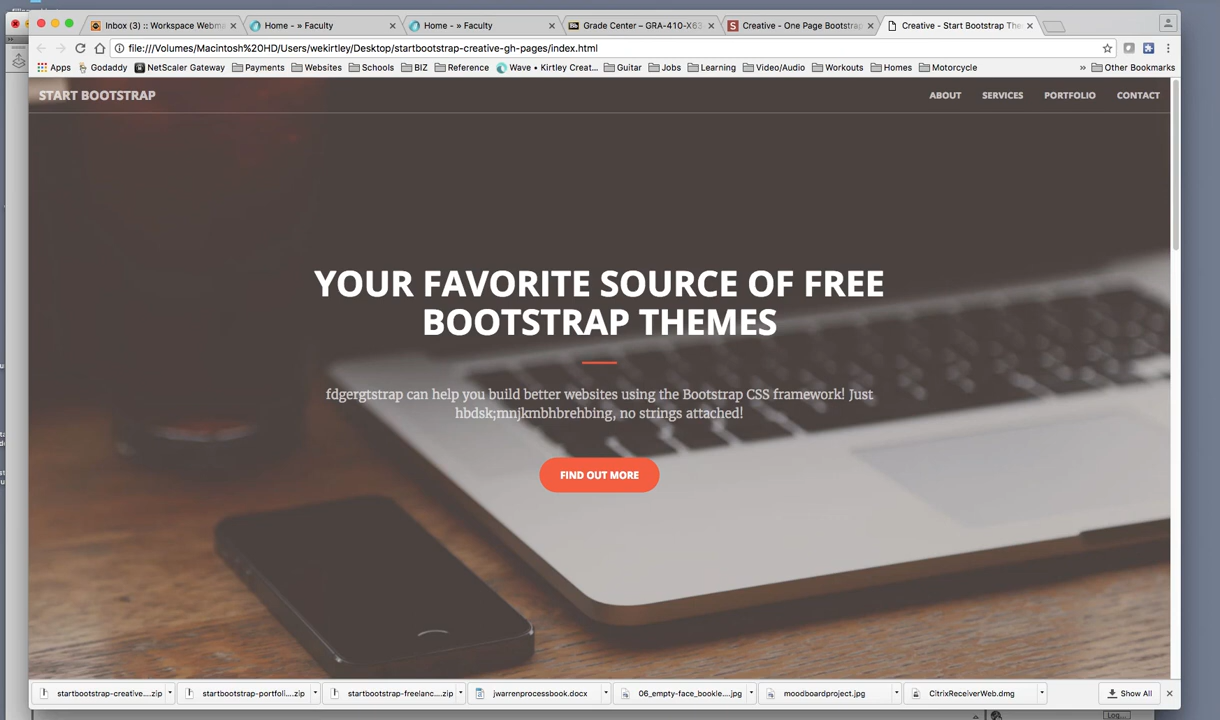 Inbox (3) :: Workspace Webma
Home - » Faculty
Home - » Faculty
Grade Center – GRA-410-X63
Creative - One Page Bootstrap
Creative - Start Bootstrap The
file:///Volumes/Macintosh%20HD/Users/wekirtley/Desktop/startbootstrap-creative-gh-pages/index.html
Apps Godaddy NetScaler Gateway Payments Websites Schools BIZ Reference Wave • Kirtley Creat... Guitar Jobs Learning Video/Audio Workouts Homes Motorcycle » Other Bookmarks
START BOOTSTRAP
ABOUT SERVICES PORTFOLIO CONTACT
YOUR FAVORITE SOURCE OF FREE
BOOTSTRAP THEMES
fdgergtstrap can help you build better websites using the Bootstrap CSS framework! Just
hbdsk;mnjkmbhbrehbing, no strings attached!
FIND OUT MORE
startbootstrap-creative....zip
startbootstrap-portfoli....zip
startbootstrap-freelanc....zip
jwarrenprocessbook.docx
06_empty-face_bookle....jpg
moodboardproject.jpg
CitrixReceiverWeb.dmg
Show All
Log...